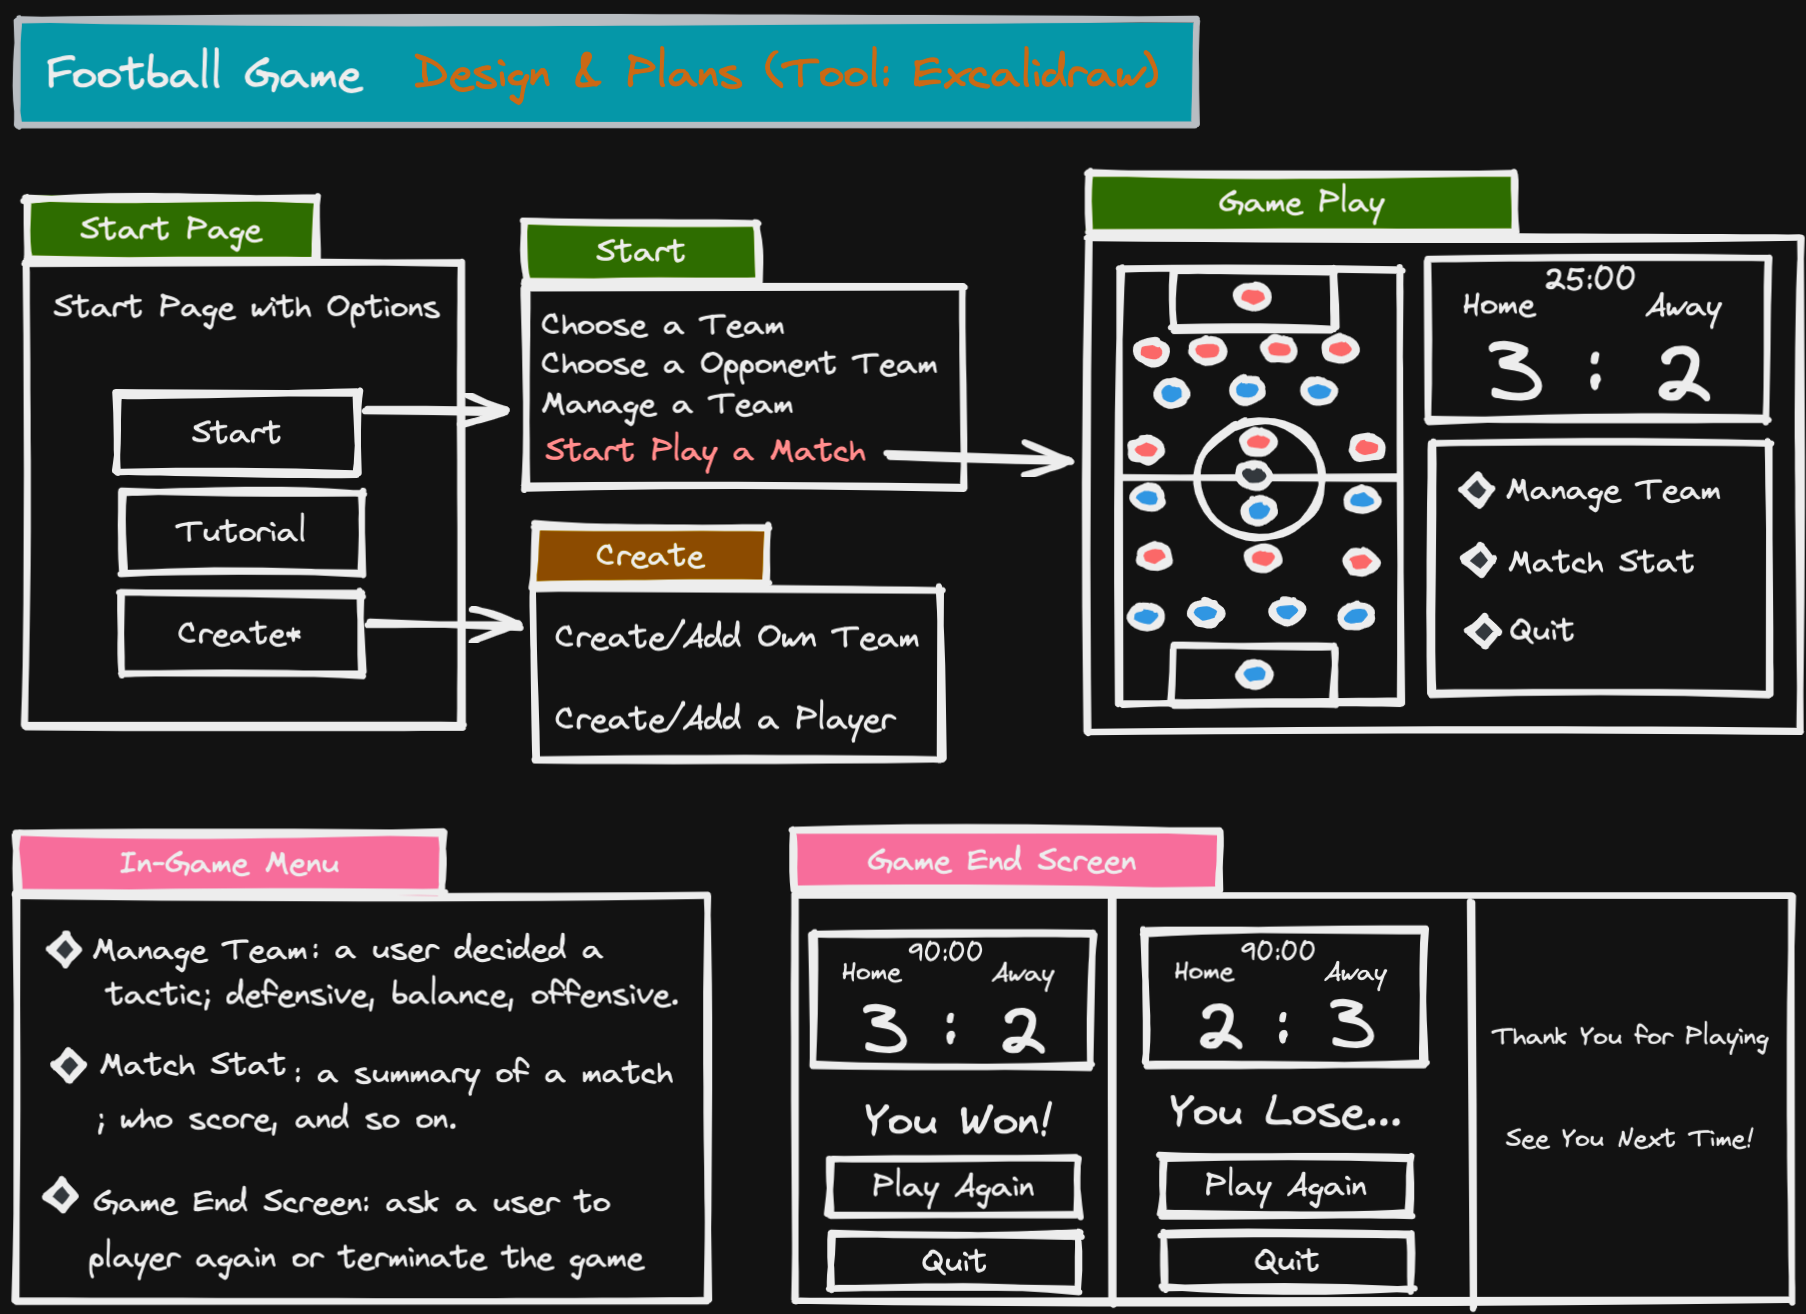 Football Game Design & Plans (Tool: Excalidraw)
Start Page
Start Page with Options
Start
Tutorial
Create*
Start
Choose a Team
Choose a Opponent Team
Manage a Team
Start Play a Match
Create
Create/Add Own Team
Create/Add a Player
Game Play
25:00
Home Away
3 : 2
Manage Team
Match Stat
Quit
In-Game Menu
Manage Team: a user decided a
tactic; defensive, balance, offensive.
Match Stat : a summary of a match
; who score, and so on.
Game End Screen: ask a user to
player again or terminate the game
Game End Screen
90:00
Home Away
3 : 2
You Won!
Play Again
Quit
90:00
Home Away
2 : 3
You Lose...
Play Again
Quit
Thank You for Playing
See You Next Time!